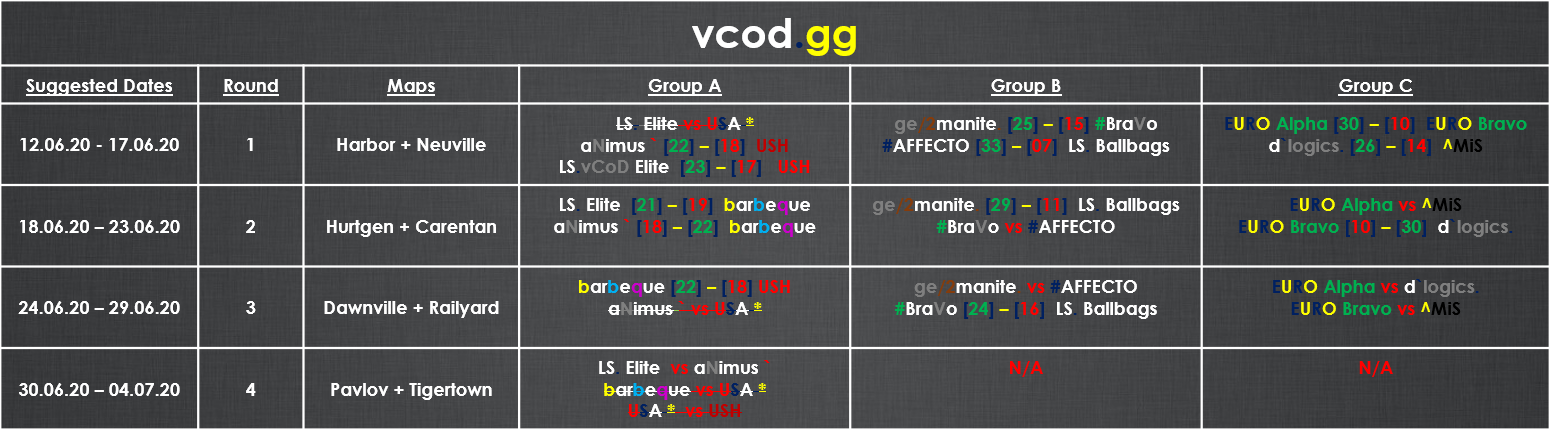 vcod.gg
Suggested Dates Round Maps Group A Group B Group C
12.06.20 - 17.06.20 1 Harbor + Neuville
LS. Elite vs USA *
aNimus ` [22] – [18] USH
LS.vCoD Elite [23] – [17] USH
ge/2manite. [25] – [15] #BraVo
#AFFECTO [33] – [07] LS. Ballbags
EURO Alpha [30] – [10] EURO Bravo
d'logics. [26] – [14] ^MiS
18.06.20 – 23.06.20 2 Hurtgen + Carentan
LS. Elite [21] – [19] barbeque
aNimus ` [18] – [22] barbeque
ge/2manite. [29] – [11] LS. Ballbags
#BraVo vs #AFFECTO
EURO Alpha vs ^MiS
EURO Bravo [10] – [30] d'logics.
24.06.20 – 29.06.20 3 Dawnville + Railyard
barbeque [22] – [18] USH
aNimus ` vs USA *
ge/2manite. vs #AFFECTO
#BraVo [24] – [16] LS. Ballbags
EURO Alpha vs d'logics.
EURO Bravo vs ^MiS
30.06.20 – 04.07.20 4 Pavlov + Tigertown
LS. Elite vs aNimus `
barbeque vs USA *
USA * vs USH
N/A
N/A